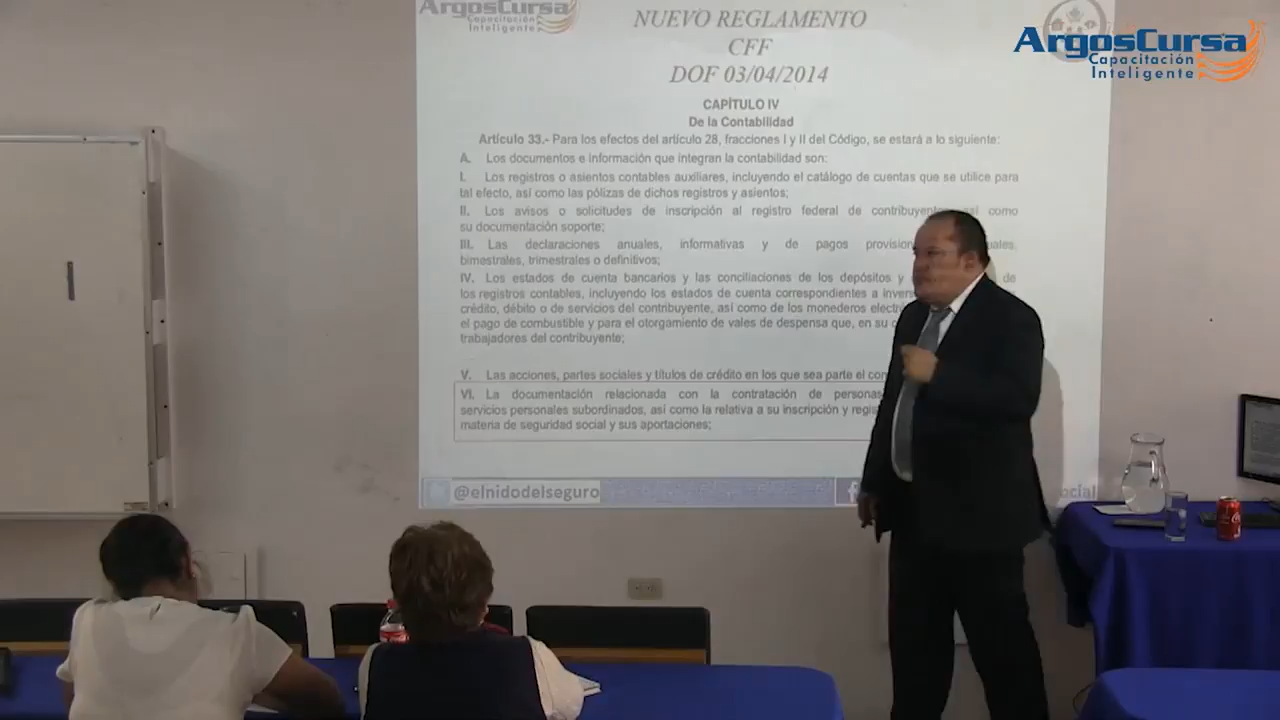 ArgosCursa
Capacitación
Inteligente
NUEVO REGLAMENTO
CFF
DOF 03/04/2014
ArgosCursa
Capacitación
Inteligente
CAPÍTULO IV
De la Contabilidad
Artículo 33.- Para los efectos del artículo 28, fracciones I y II del Código, se estará a lo siguiente:
A. Los documentos e información que integran la contabilidad son:
I. Los registros o asientos contables auxiliares, incluyendo el catálogo de cuentas que se utilice para
tal efecto, así como las pólizas de dichos registros y asientos;
II. Los avisos o solicitudes de inscripción al registro federal de como
su documentación soporte;
III. Las declaraciones anuales, informativas y de pagos
bimestrales, trimestrales o definitivos;
IV. Los estados de cuenta bancarios y las conciliaciones de los depósitos y de
los registros contables, incluyendo los estados de cuenta correspondientes a
crédito, débito o de servicios del contribuyente, así como de los monederos
el pago de combustible y para el otorgamiento de vales de despensa que, en su
trabajadores del contribuyente;
V. Las acciones, partes sociales y títulos de crédito en los que sea parte el
VI. La documentación relacionada con la contratación de personas
servicios personales subordinados, así como la relativa a su inscripción y
materia de seguridad social y sus aportaciones;
@elnidodelseguro